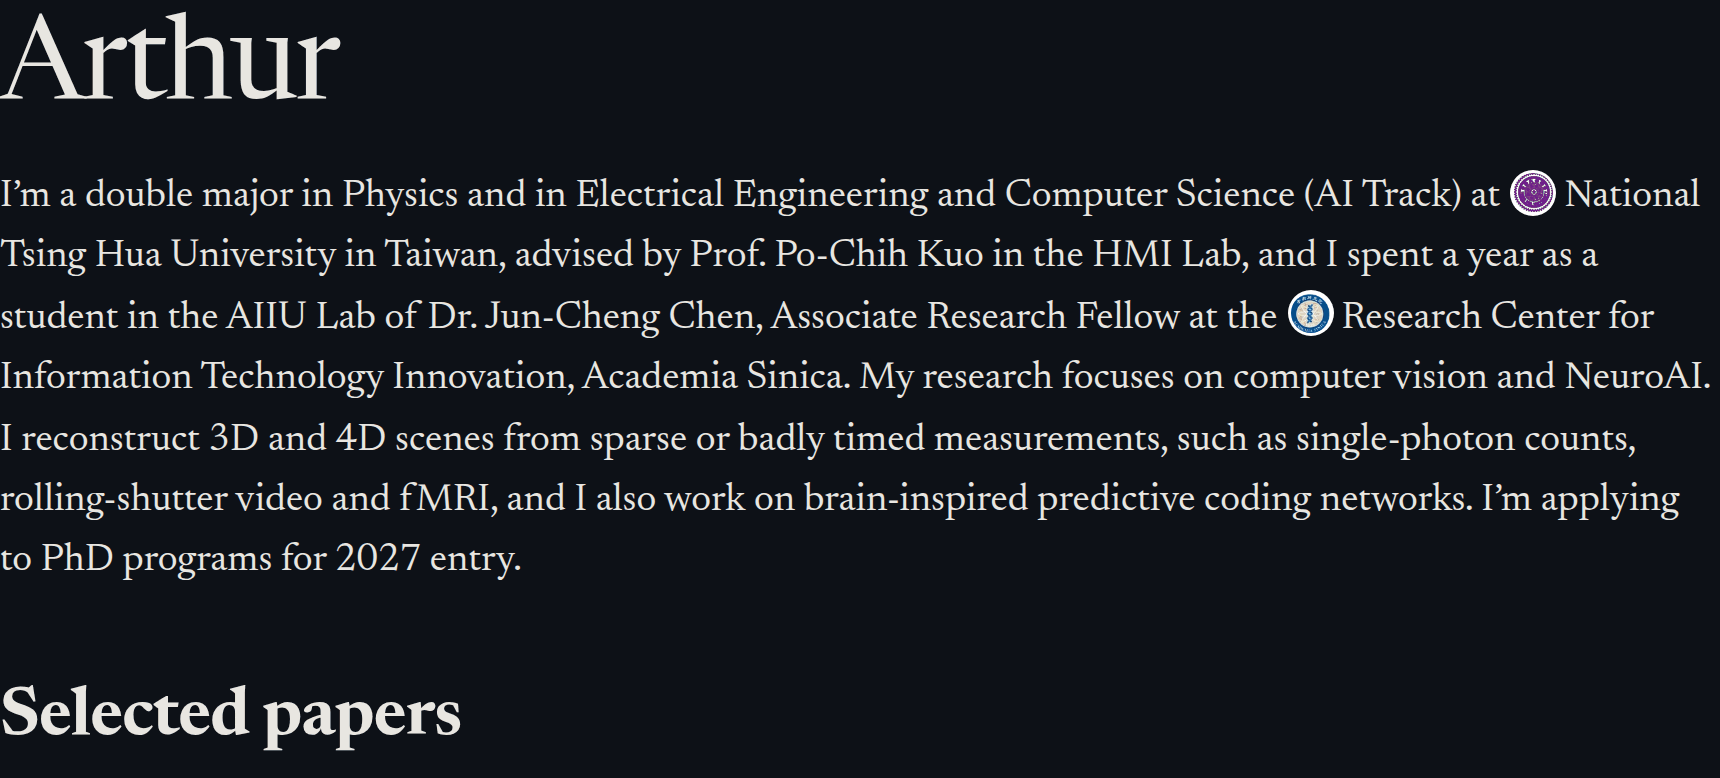 Arthur
I’m a double major in Physics and in Electrical Engineering and Computer Science (AI Track) at National
Tsing Hua University in Taiwan, advised by Prof. Po-Chih Kuo in the HMI Lab, and I spent a year as a
student in the AIIU Lab of Dr. Jun-Cheng Chen, Associate Research Fellow at the Research Center for
Information Technology Innovation, Academia Sinica. My research focuses on computer vision and NeuroAI.
I reconstruct 3D and 4D scenes from sparse or badly timed measurements, such as single-photon counts,
rolling-shutter video and fMRI, and I also work on brain-inspired predictive coding networks. I’m applying
to PhD programs for 2027 entry.
Selected papers